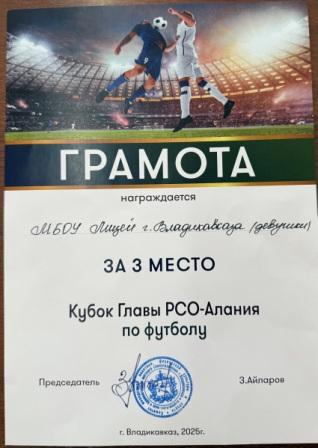 ГРАМОТА
награждается
МБОУ Лицей г. Владикавказа (девушки)
ЗА 3 МЕСТО
Кубок Главы РСО-Алания
по футболу
Председатель
З.Айларов
г. Владикавказ, 2025г.